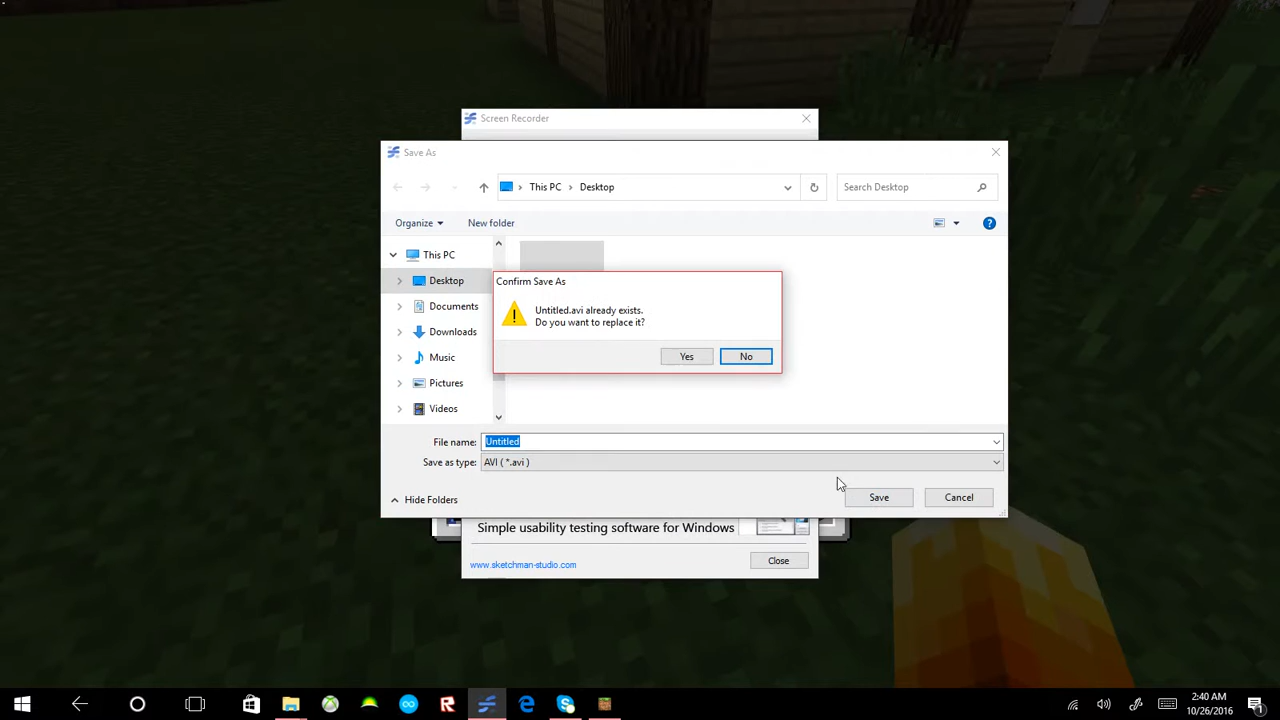 Screen Recorder
Save As
This PC
Desktop
Search Desktop
Organize
New folder
This PC
Desktop
Documents
Downloads
Music
Pictures
Videos
Confirm Save As
Untitled.avi already exists.
Do you want to replace it?
Yes
No
File name:
Untitled
Save as type:
AVI ( *.avi )
Hide Folders
Save
Cancel
Simple usability testing software for Windows
www.sketchman-studio.com
Close
2:40 AM
10/26/2016